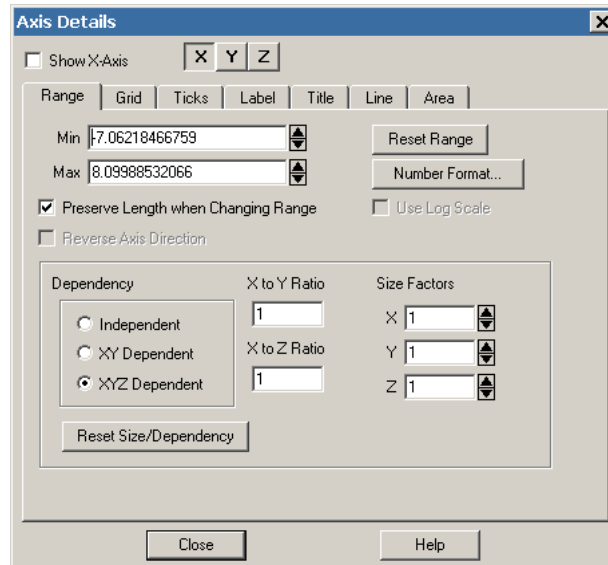 Axis Details
Show X-Axis X Y Z
Range Grid Ticks Label Title Line Area
Min -7.06218466759 Reset Range
Max 8.09988532066 Number Format...
Preserve Length when Changing Range Use Log Scale
Reverse Axis Direction
Dependency X to Y Ratio Size Factors
Independent 1 X 1
XY Dependent X to Z Ratio Y 1
XYZ Dependent 1 Z 1
Reset Size/Dependency
Close Help